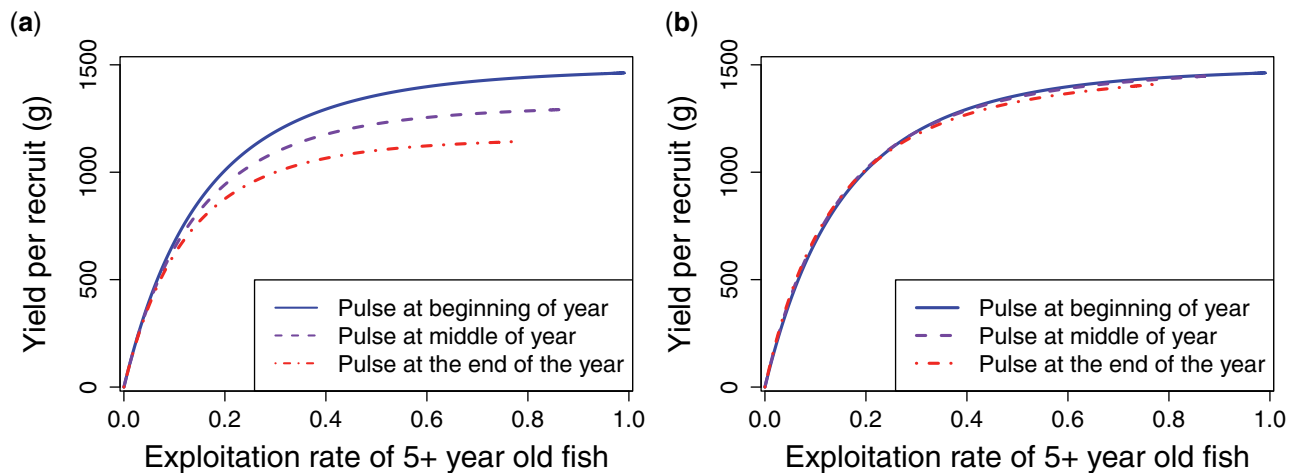 (a)
Yield per recruit (g)
1500
1000
500
0
Pulse at beginning of year
Pulse at middle of year
Pulse at the end of the year
0.0 0.2 0.4 0.6 0.8 1.0
Exploitation rate of 5+ year old fish
(b)
Yield per recruit (g)
1500
1000
500
0
Pulse at beginning of year
Pulse at middle of year
Pulse at the end of the year
0.0 0.2 0.4 0.6 0.8 1.0
Exploitation rate of 5+ year old fish